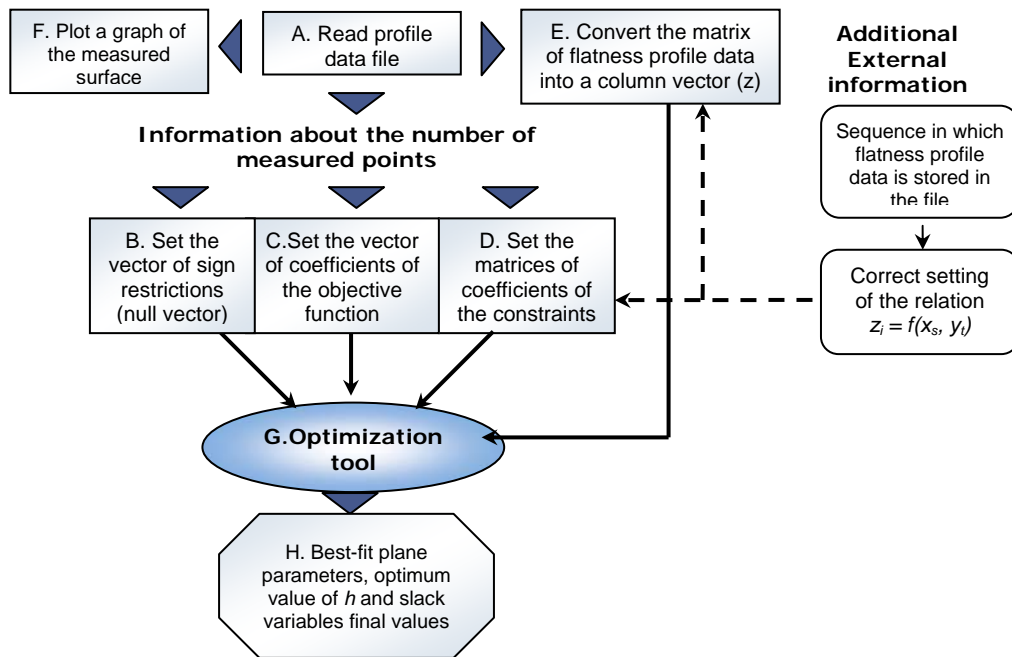 F. Plot a graph of
the measured
surface
A. Read profile
data file
E. Convert the matrix
of flatness profile data
into a column vector (z)
Additional
External
information
Sequence in which
flatness profile
data is stored in
the file
Information about the number of
measured points
B. Set the
vector of sign
restrictions
(null vector)
C.Set the vector
of coefficients of
the objective
function
D. Set the
matrices of
coefficients of
the constraints
Correct setting
of the relation
zi = f(xs, yt)
G.Optimization
tool
H. Best-fit plane
parameters, optimum
value of h and slack
variables final values